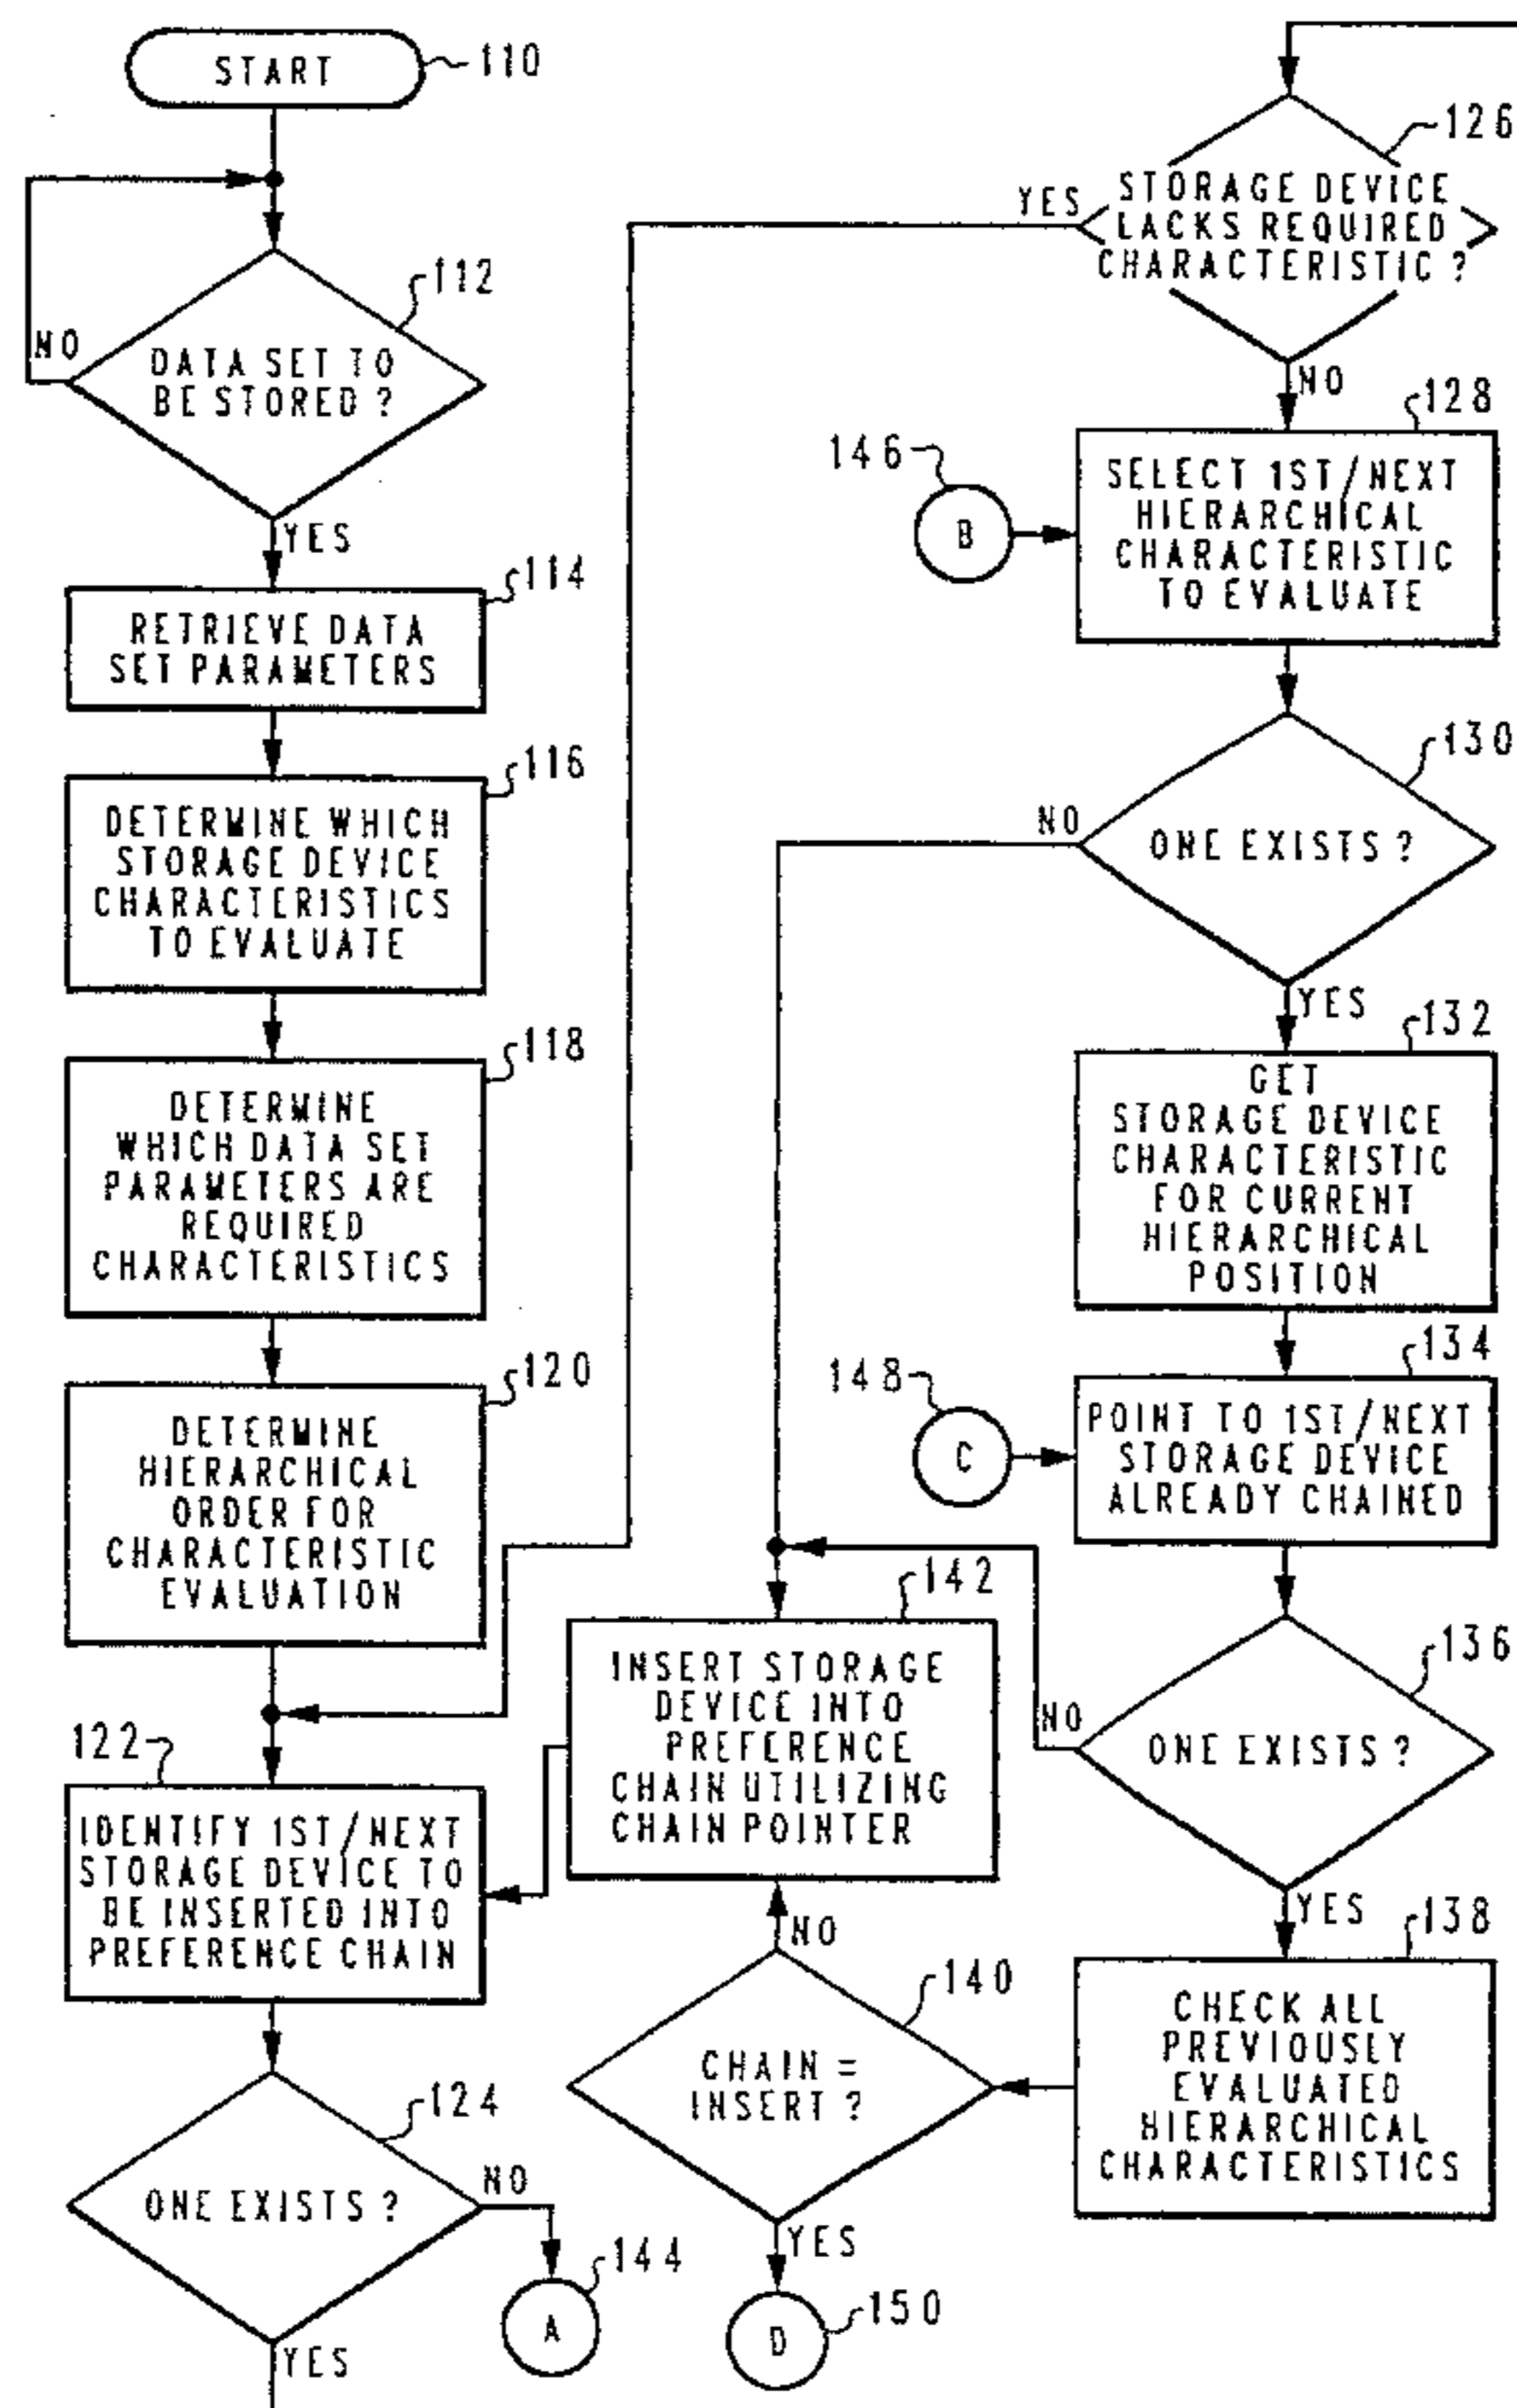 START
110
112
NO
DATA SET TO
BE STORED ?
YES
114
RETRIEVE DATA
SET PARAMETERS
116
DETERMINE WHICH
STORAGE DEVICE
CHARACTERISTICS
TO EVALUATE
118
DETERMINE
WHICH DATA SET
PARAMETERS ARE
REQUIRED
CHARACTERISTICS
120
DETERMINE
HIERARCHICAL
ORDER FOR
CHARACTERISTIC
EVALUATION
122
IDENTIFY 1ST/NEXT
STORAGE DEVICE TO
BE INSERTED INTO
PREFERENCE CHAIN
124
ONE EXISTS ?
NO
144
A
YES
126
YES
STORAGE DEVICE
LACKS REQUIRED
CHARACTERISTIC ?
NO
128
146
B
SELECT 1ST/NEXT
HIERARCHICAL
CHARACTERISTIC
TO EVALUATE
130
NO
ONE EXISTS ?
YES
132
GET
STORAGE DEVICE
CHARACTERISTIC
FOR CURRENT
HIERARCHICAL
POSITION
134
148
C
POINT TO 1ST/NEXT
STORAGE DEVICE
ALREADY CHAINED
136
NO
ONE EXISTS ?
YES
138
CHECK ALL
PREVIOUSLY
EVALUATED
HIERARCHICAL
CHARACTERISTICS
142
INSERT STORAGE
DEVICE INTO
PREFERENCE
CHAIN UTILIZING
CHAIN POINTER
NO
140
CHAIN =
INSERT ?
YES
150
D